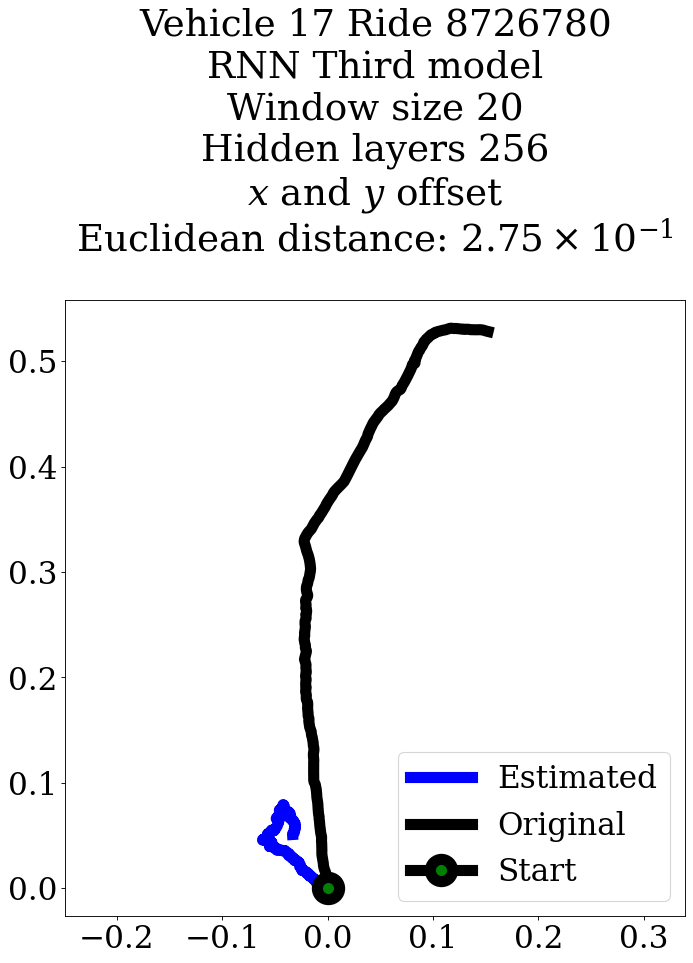 Vehicle 17 Ride 8726780
RNN Third model
Window size 20
Hidden layers 256
x and y offset
Euclidean distance: 2.75 × 10⁻¹
0.5
0.4
0.3
0.2
0.1
0.0
Estimated
Original
Start
−0.2 −0.1 0.0 0.1 0.2 0.3